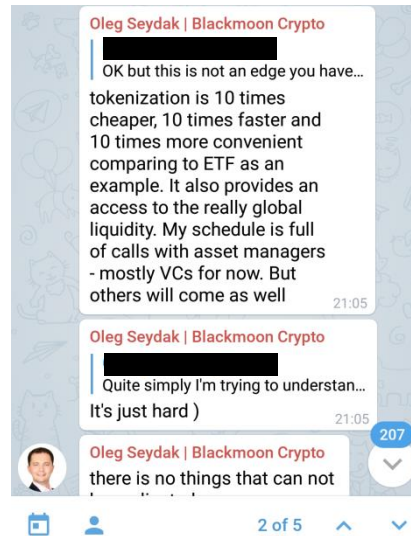 Oleg Seydak | Blackmoon Crypto
OK but this is not an edge you have...
tokenization is 10 times
cheaper, 10 times faster and
10 times more convenient
comparing to ETF as an
example. It also provides an
access to the really global
liquidity. My schedule is full
of calls with asset managers
- mostly VCs for now. But
others will come as well
21:05
Oleg Seydak | Blackmoon Crypto
Quite simply I'm trying to understan...
It's just hard )
21:05
207
Oleg Seydak | Blackmoon Crypto
there is no things that can not
2 of 5